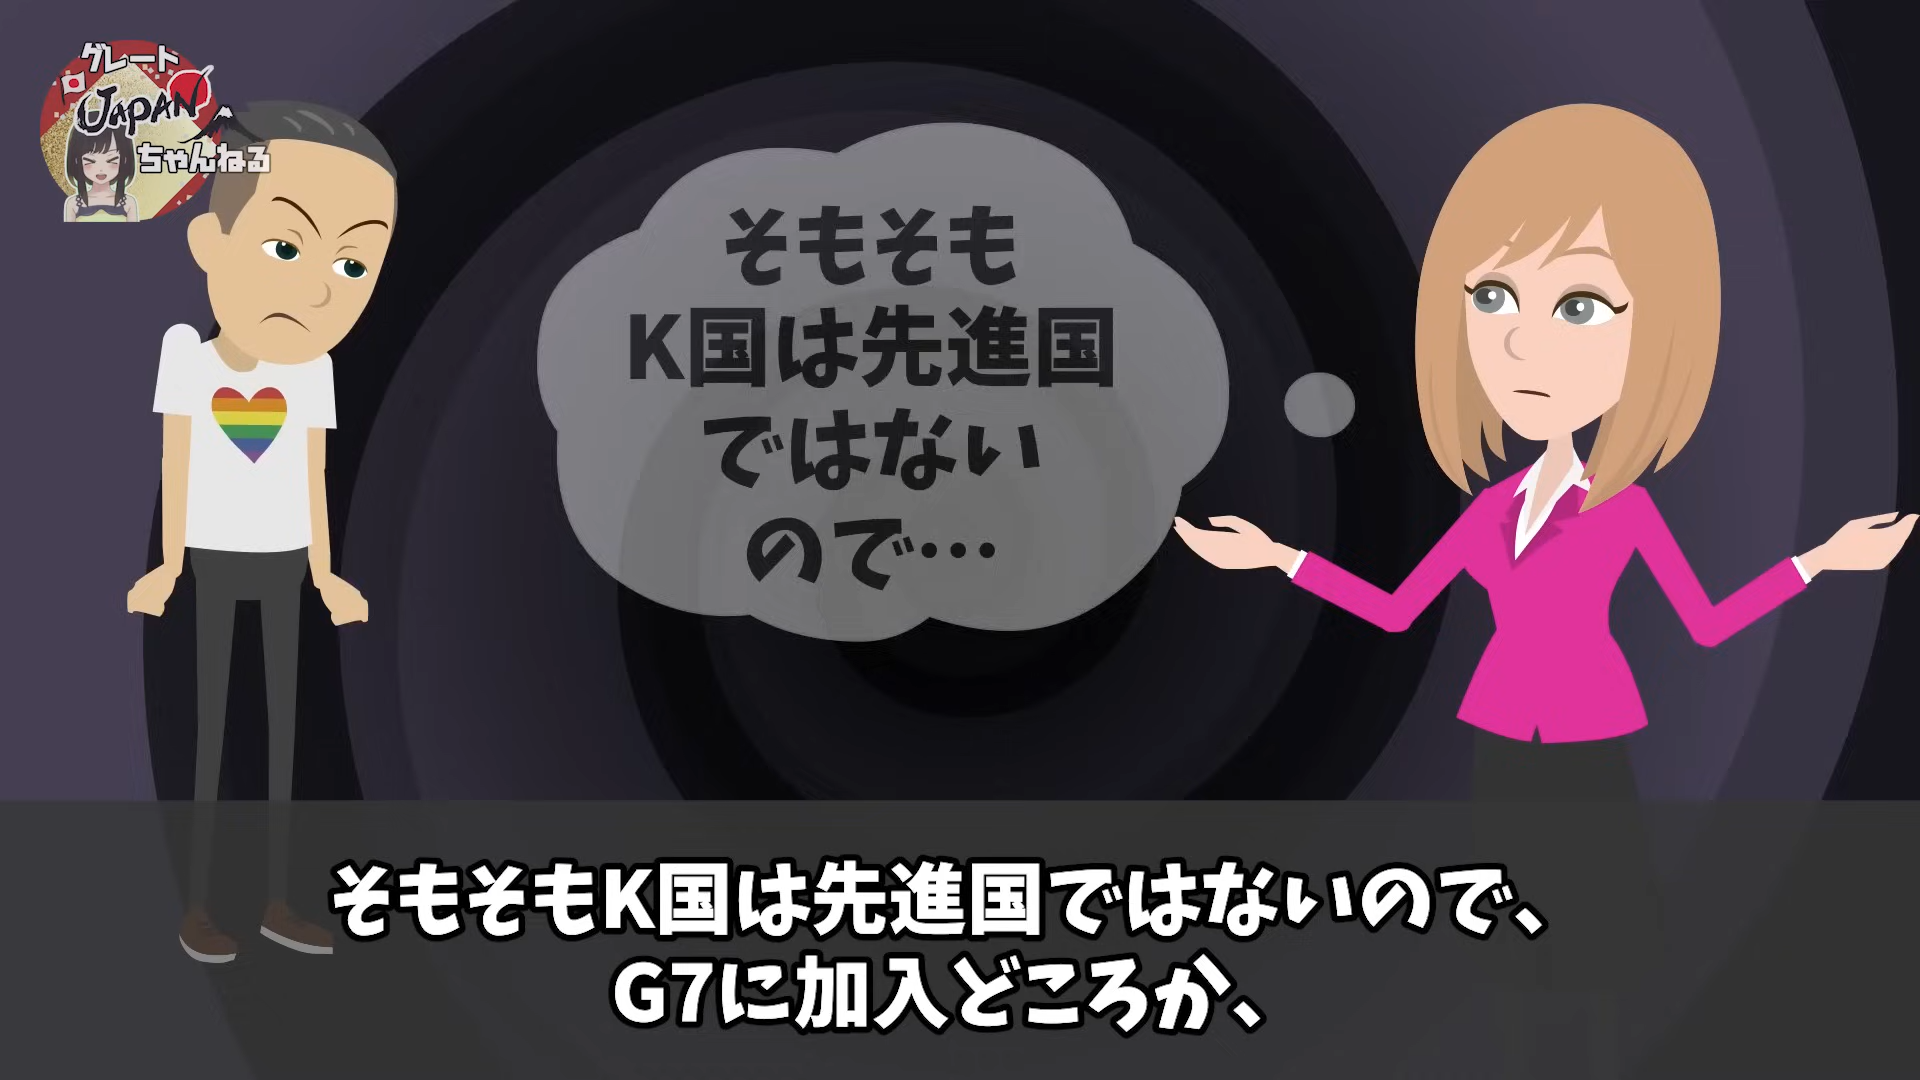 グレート
JAPAN
ちゃんねる
そもそも
K国は先進国
ではない
ので…
そもそもK国は先進国ではないので、
G7に加入どころか、